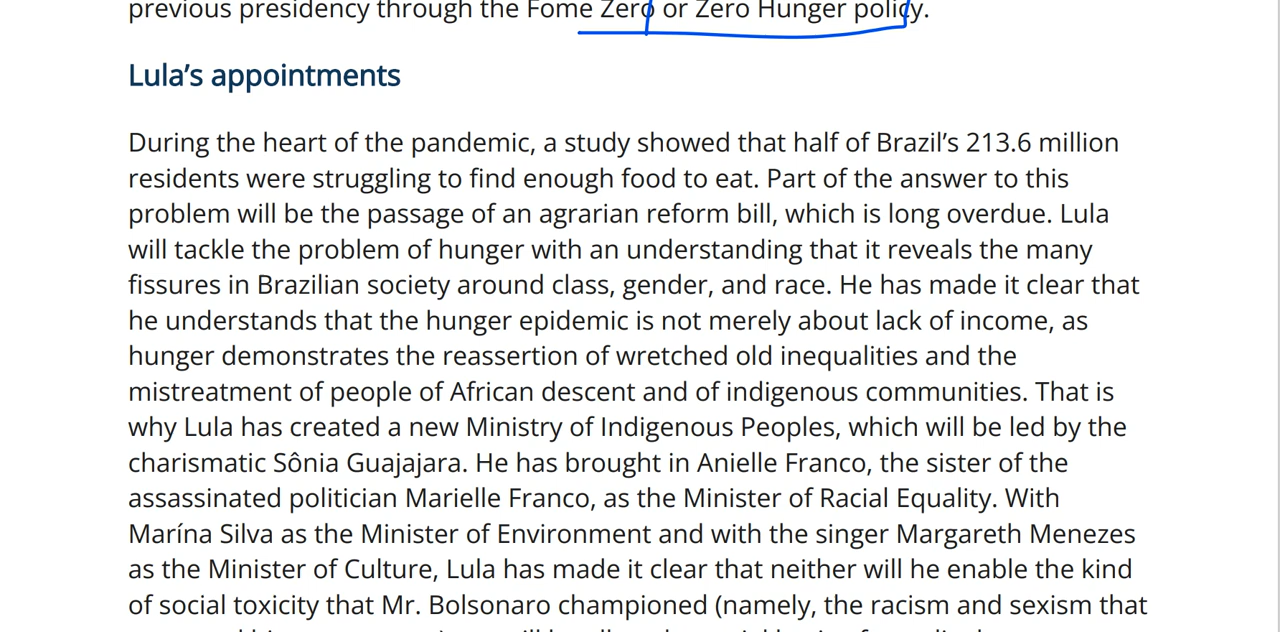 previous presidency through the Fome Zero or Zero Hunger policy.
Lula’s appointments
During the heart of the pandemic, a study showed that half of Brazil’s 213.6 million
residents were struggling to find enough food to eat. Part of the answer to this
problem will be the passage of an agrarian reform bill, which is long overdue. Lula
will tackle the problem of hunger with an understanding that it reveals the many
fissures in Brazilian society around class, gender, and race. He has made it clear that
he understands that the hunger epidemic is not merely about lack of income, as
hunger demonstrates the reassertion of wretched old inequalities and the
mistreatment of people of African descent and of indigenous communities. That is
why Lula has created a new Ministry of Indigenous Peoples, which will be led by the
charismatic Sônia Guajajara. He has brought in Anielle Franco, the sister of the
assassinated politician Marielle Franco, as the Minister of Racial Equality. With
Marína Silva as the Minister of Environment and with the singer Margareth Menezes
as the Minister of Culture, Lula has made it clear that neither will he enable the kind
of social toxicity that Mr. Bolsonaro championed (namely, the racism and sexism that